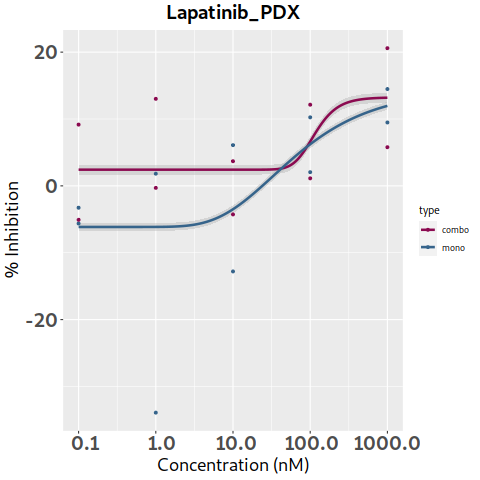 Lapatinib_PDX
% Inhibition
20
0
-20
0.1 1.0 10.0 100.0 1000.0
Concentration (nM)
type
combo
mono